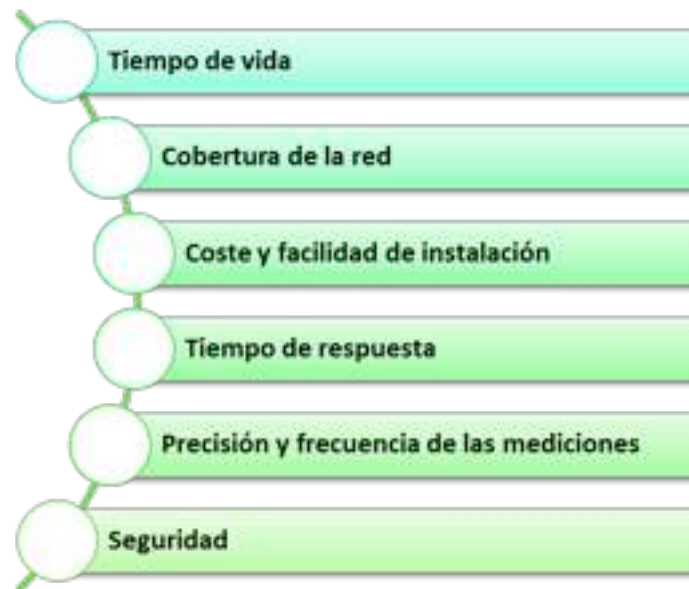 Tiempo de vida
Cobertura de la red
Coste y facilidad de instalación
Tiempo de respuesta
Precisión y frecuencia de las mediciones
Seguridad